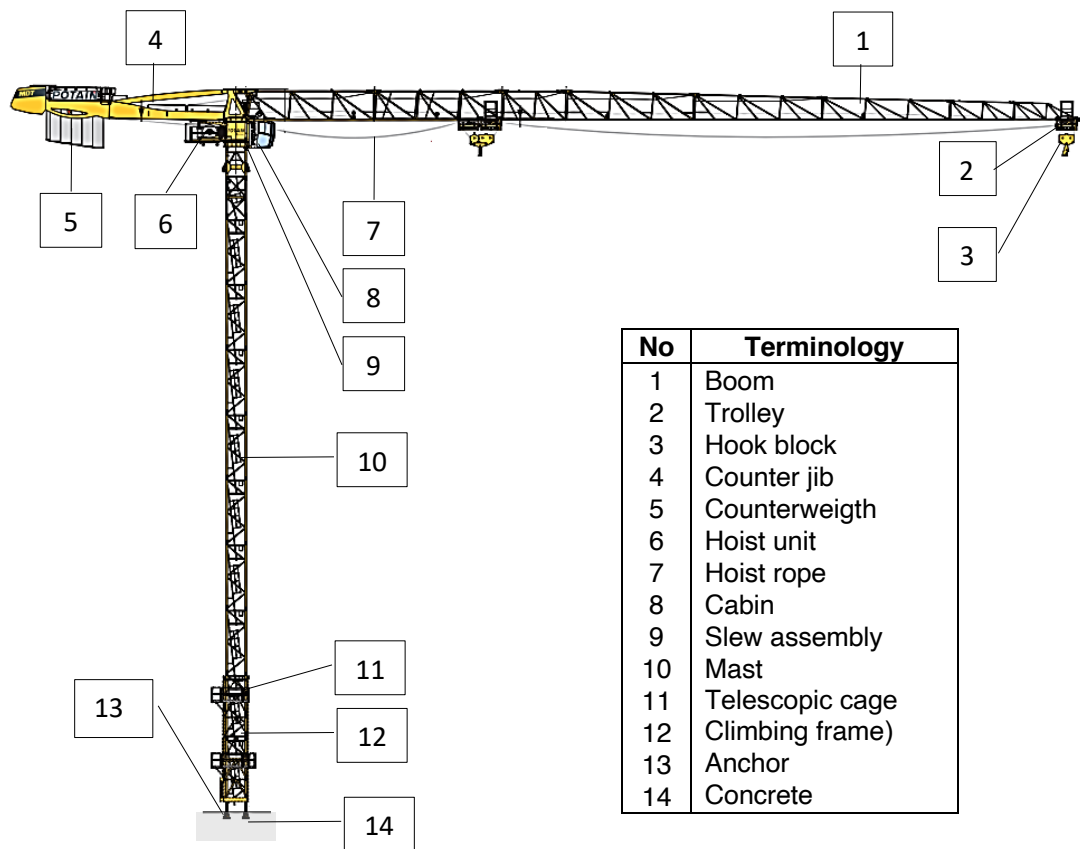 4
1
MDT
POTAIN
POTAIN
5
6
7
2
3
8
9
10
11
13
12
14
No Terminology
1 Boom
2 Trolley
3 Hook block
4 Counter jib
5 Counterweigth
6 Hoist unit
7 Hoist rope
8 Cabin
9 Slew assembly
10 Mast
11 Telescopic cage
12 Climbing frame)
13 Anchor
14 Concrete